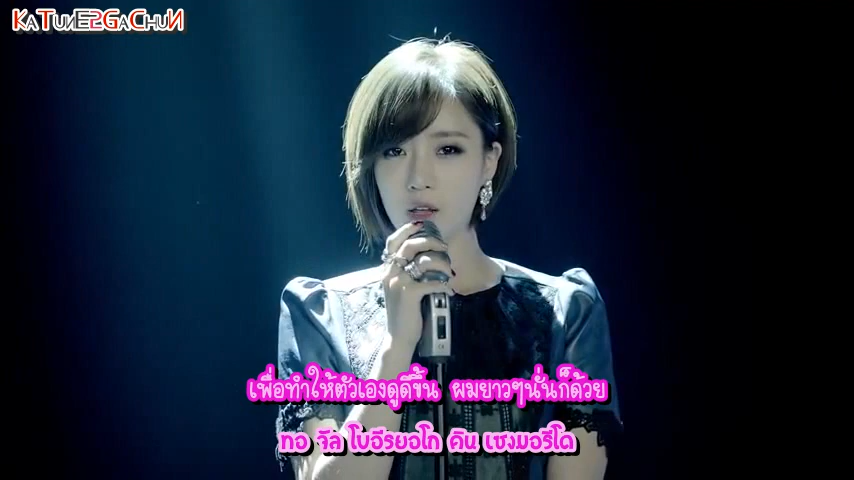 KaTunE2SGaChuN
เพื่อทำให้ตัวเองดูดีขึ้น ผมยาวๆนั่นก็ด้วย
ทอ จีล โบอีรยอโก คิน เซงมอรีโด